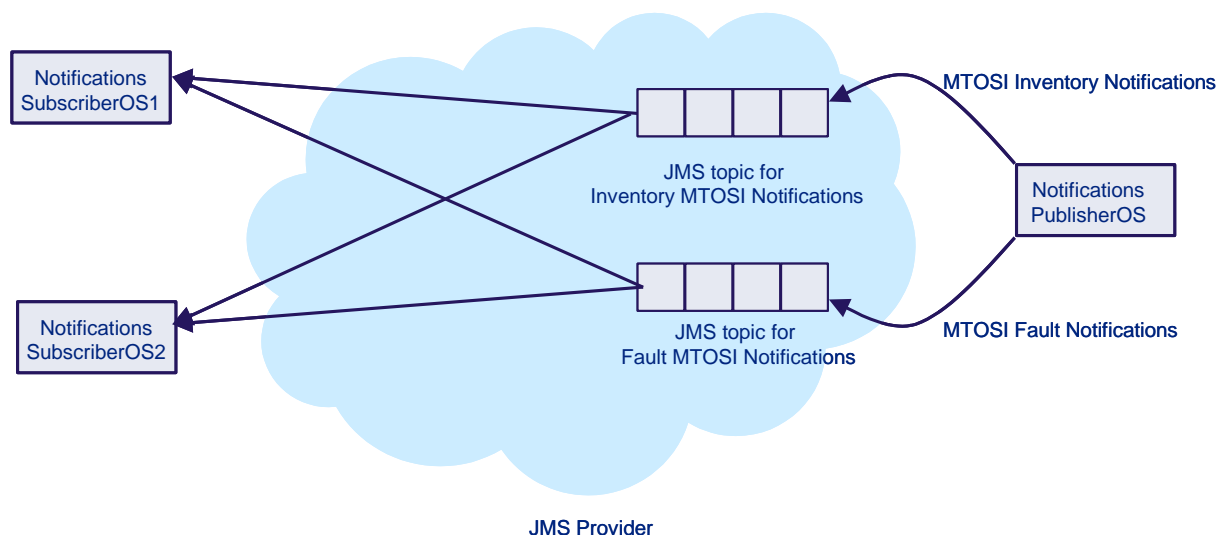 Notifications
SubscriberOS1
MTOSI Inventory Notifications
JMS topic for
Inventory MTOSI Notifications
Notifications
PublisherOS
Notifications
SubscriberOS2
JMS topic for
Fault MTOSI Notifications
MTOSI Fault Notifications
JMS Provider